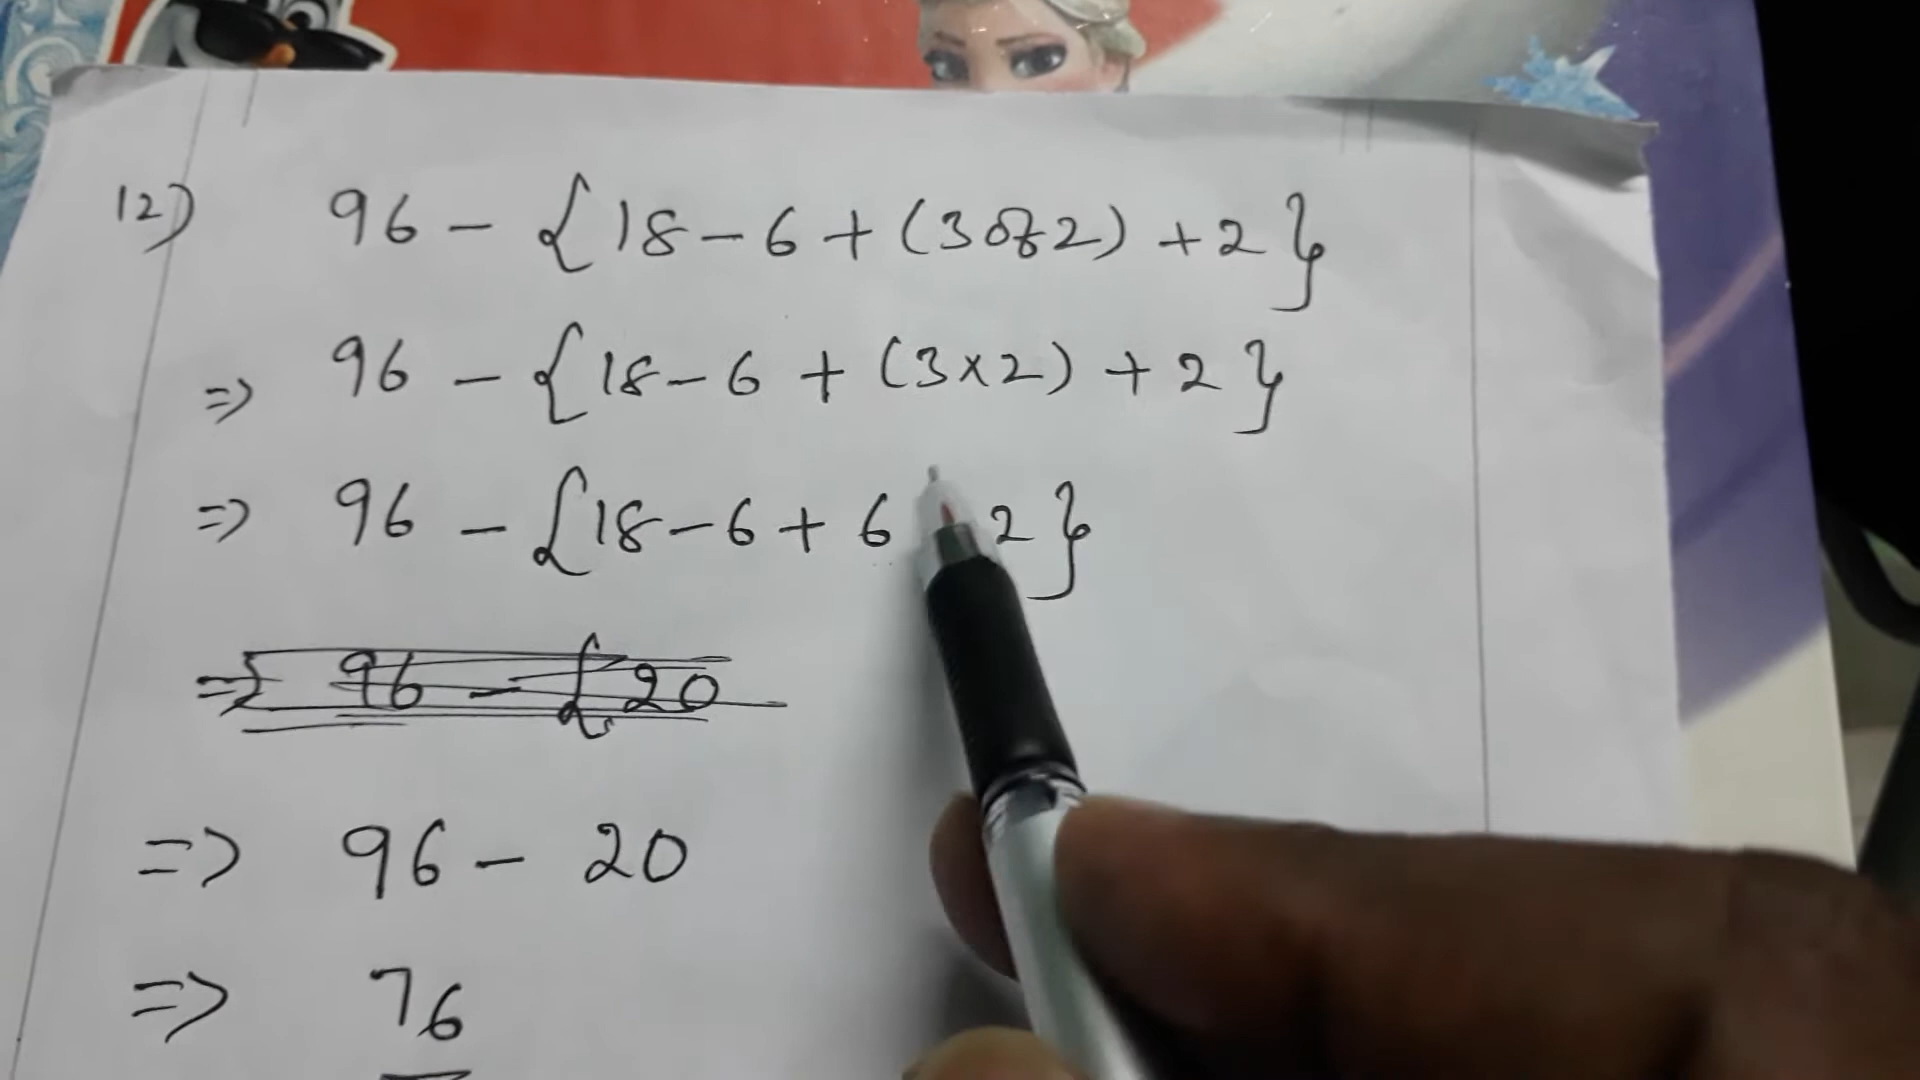 12) 96 - {18 - 6 + (3 of 2) + 2}
=> 96 - {18 - 6 + (3 × 2) + 2}
=> 96 - {18 - 6 + 6 2}
=> 96 - { 20
=> 96 - 20
=> 76